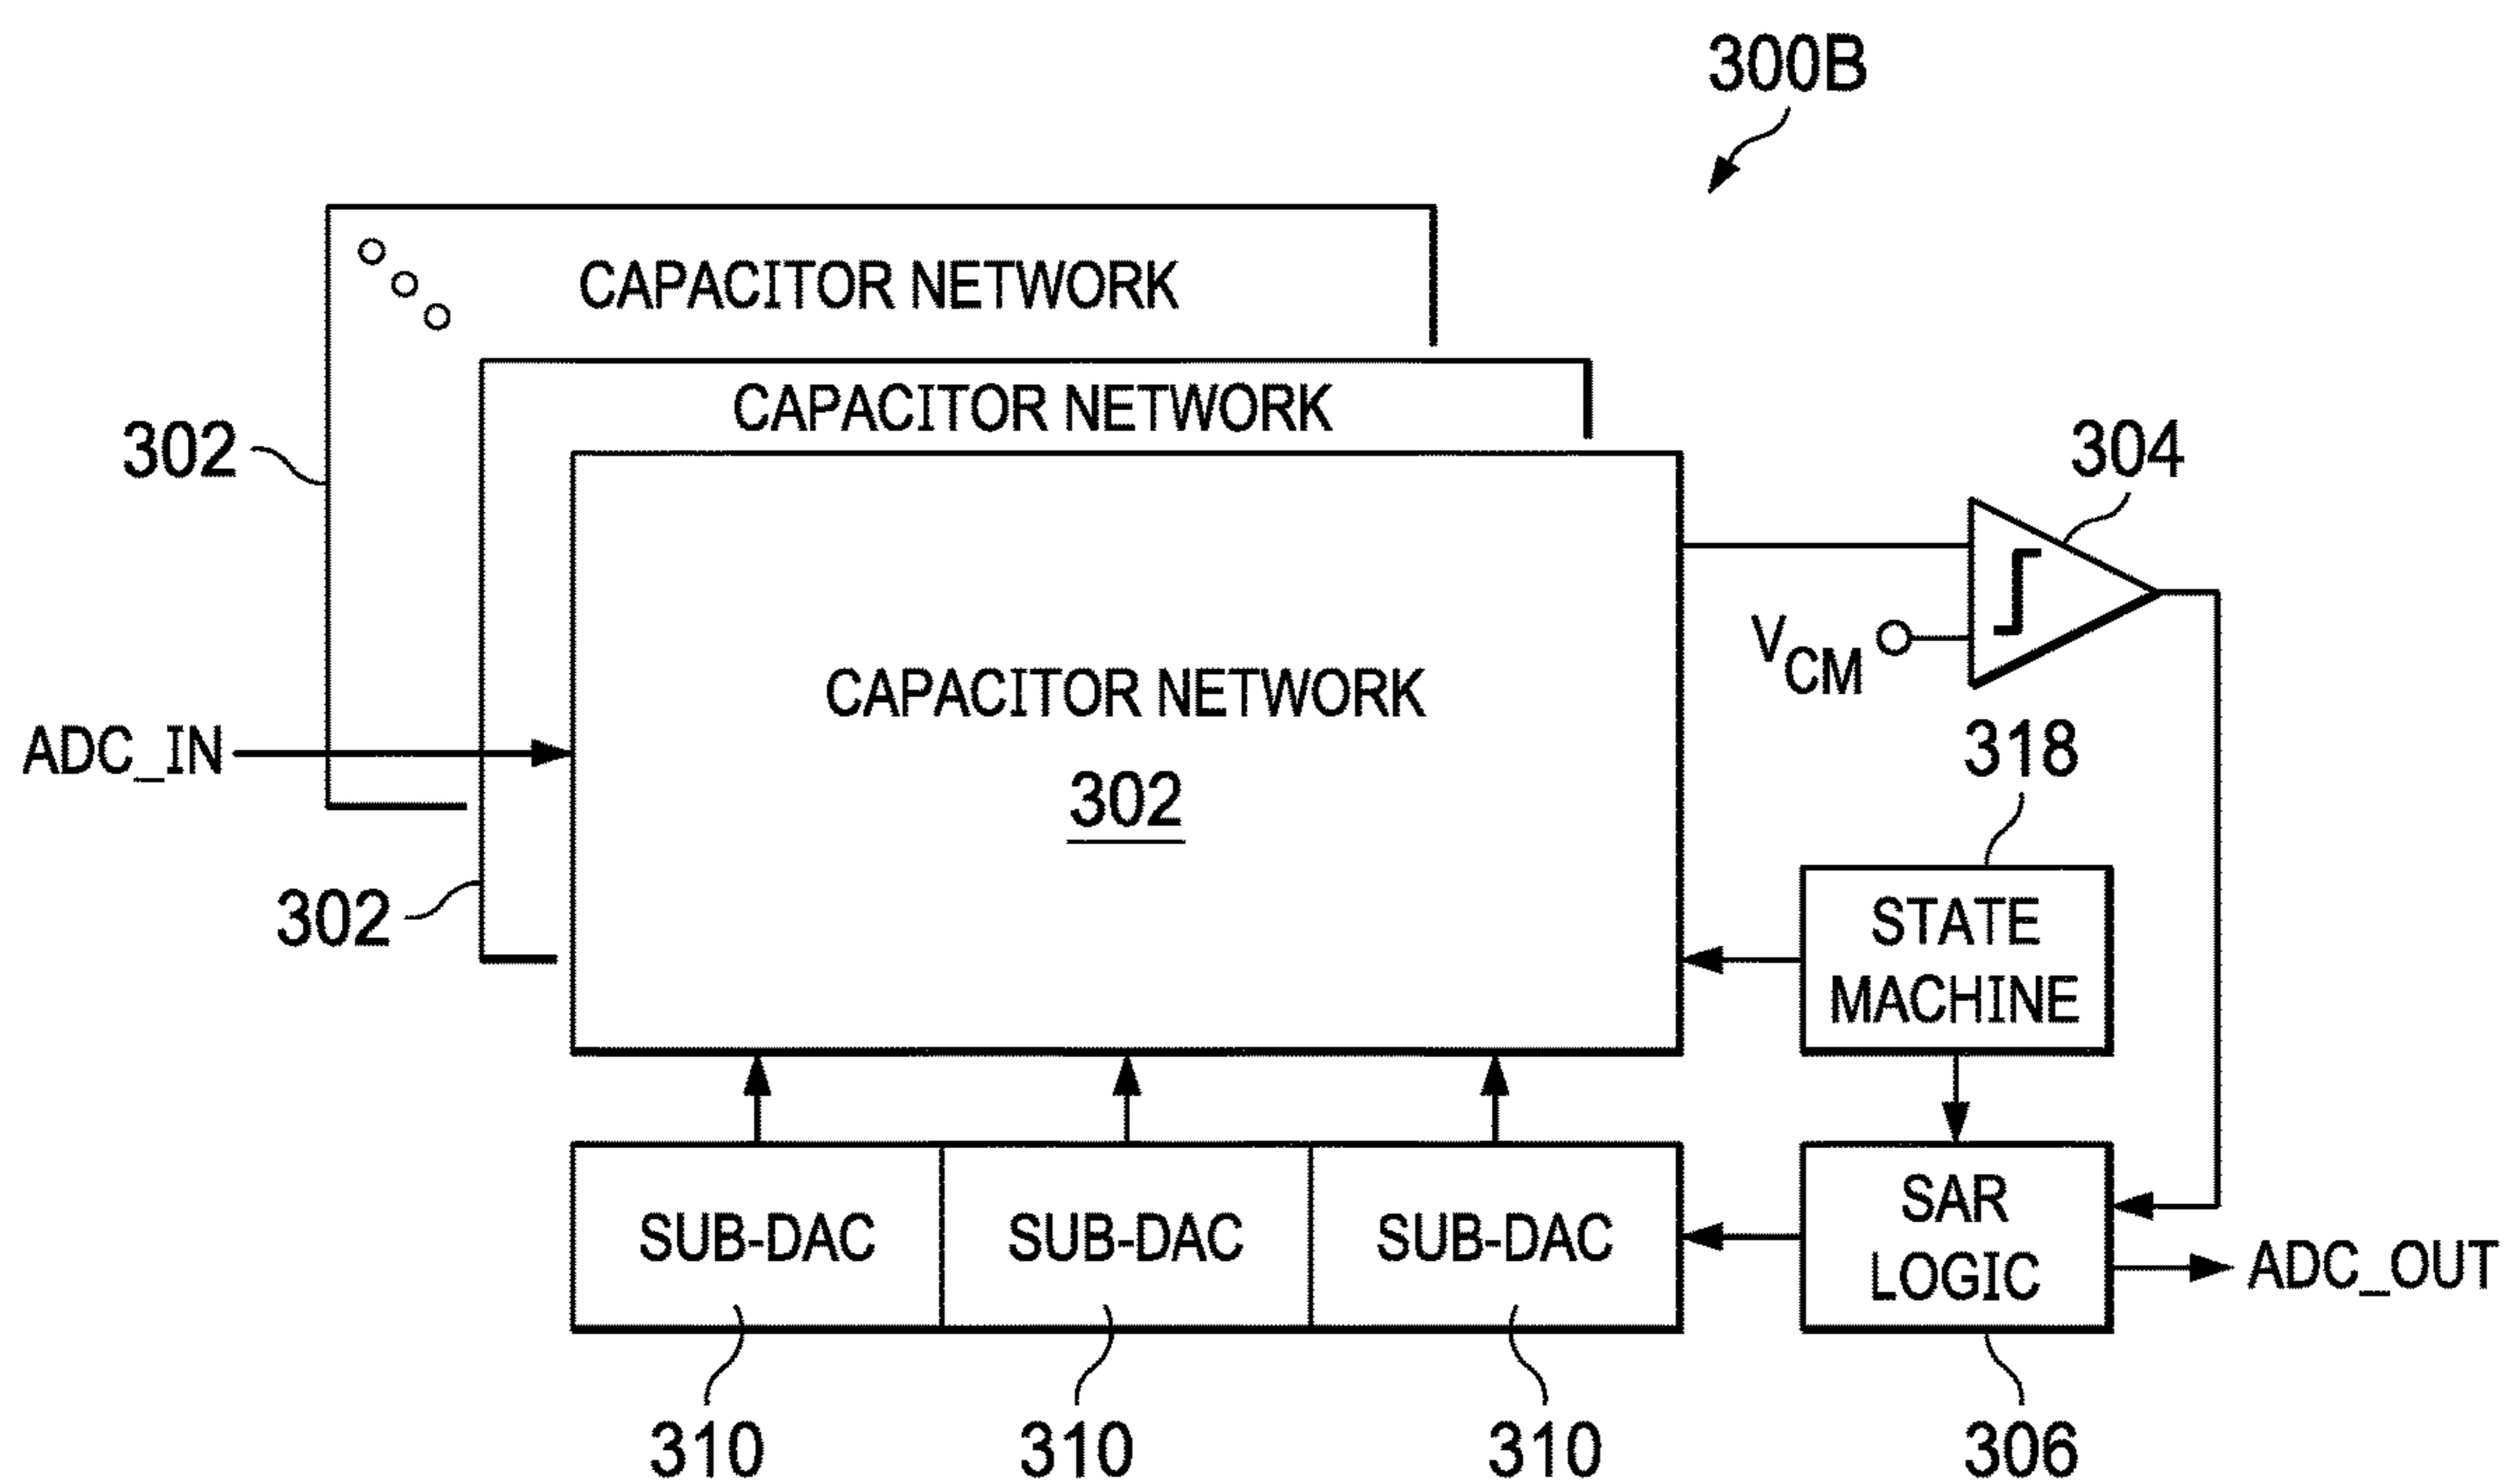 300B
CAPACITOR NETWORK
CAPACITOR NETWORK
302
304
CAPACITOR NETWORK
302
VCM
318
ADC_IN
302
STATE
MACHINE
SUB-DAC
SUB-DAC
SUB-DAC
SAR
LOGIC
ADC_OUT
310
310
310
306